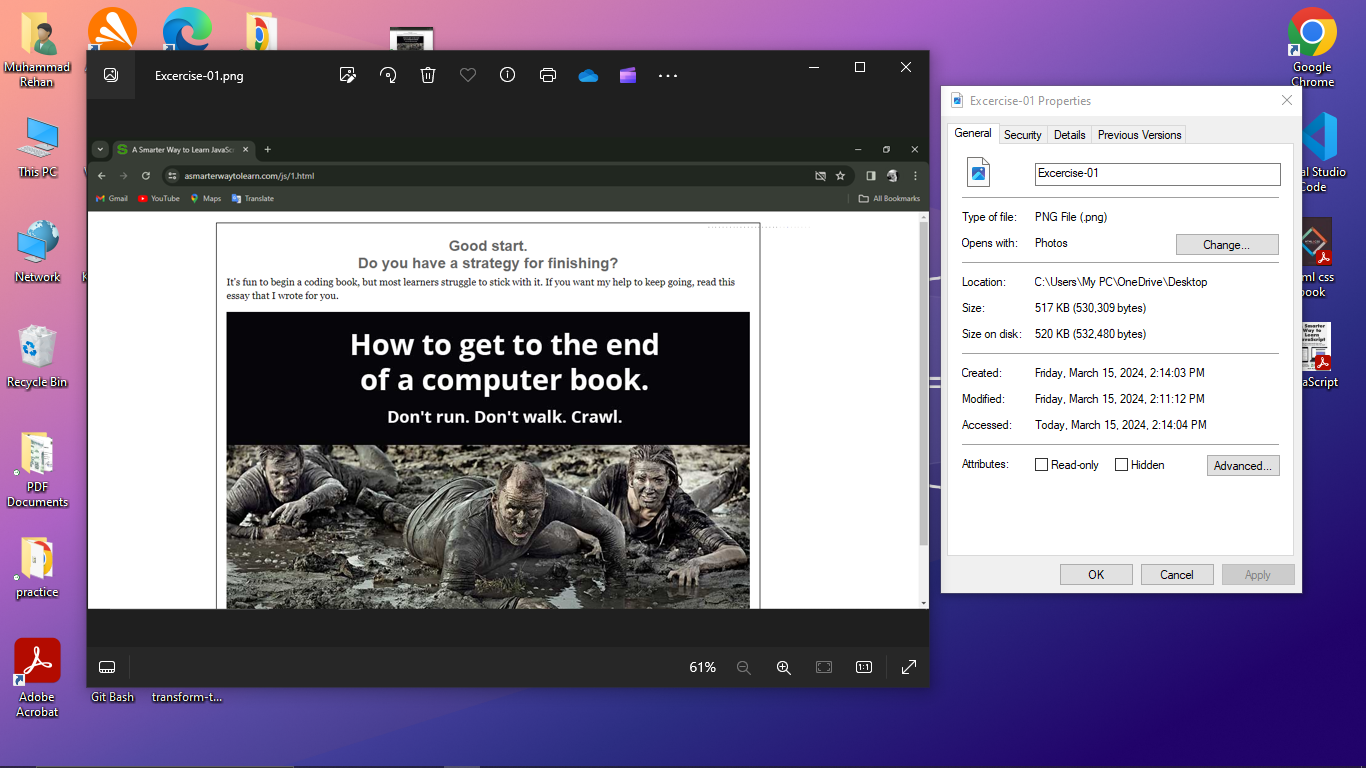 Muhammad
Rehan
This PC
Network
Recycle Bin
PDF
Documents
practice
Adobe
Acrobat
Git Bash
transform-t...
Excercise-01.png
A Smarter Way to Learn JavaSc
asmarterwaytolearn.com/js/1.html
Gmail
YouTube
Maps
Translate
All Bookmarks
Good start.
Do you have a strategy for finishing?
It's fun to begin a coding book, but most learners struggle to stick with it. If you want my help to keep going, read this
essay that I wrote for you.
How to get to the end
of a computer book.
Don't run. Don't walk. Crawl.
61%
1:1
Excercise-01 Properties
General
Security
Details
Previous Versions
Excercise-01
Type of file: PNG File (.png)
Opens with: Photos
Change...
Location: C:\Users\My PC\OneDrive\Desktop
Size: 517 KB (530,309 bytes)
Size on disk: 520 KB (532,480 bytes)
Created: Friday, March 15, 2024, 2:14:03 PM
Modified: Friday, March 15, 2024, 2:11:12 PM
Accessed: Today, March 15, 2024, 2:14:04 PM
Attributes: Read-only Hidden
Advanced...
OK
Cancel
Apply
Google
Chrome
al Studio
Code
ml css
book
Smarter
Way to
Learn
aScript